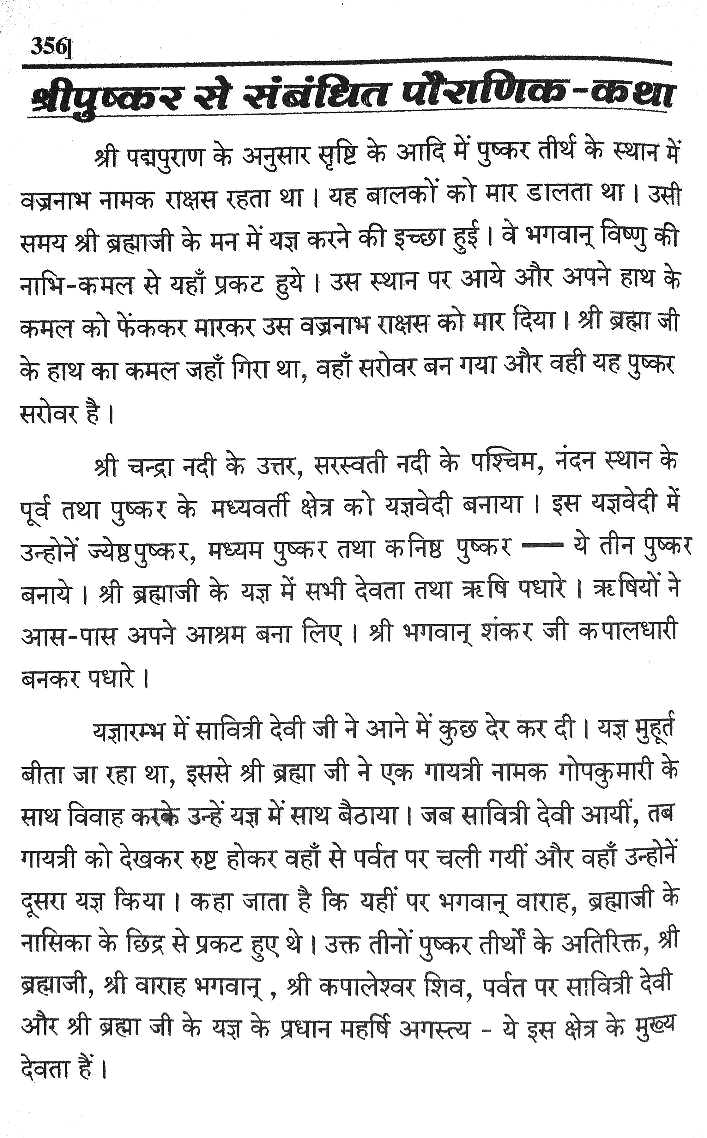 356
श्रीपुष्कर से संबंधित पौराणिक-कथा
श्री पद्मपुराण के अनुसार सृष्टि के आदि में पुष्कर तीर्थ के स्थान में
वज्रनाभ नामक राक्षस रहता था । यह बालकों को मार डालता था । उसी
समय श्री ब्रह्माजी के मन में यज्ञ करने की इच्छा हुई । वे भगवान् विष्णु की
नाभि-कमल से यहाँ प्रकट हुये । उस स्थान पर आये और अपने हाथ के
कमल को फेंककर मारकर उस वज्रनाभ राक्षस को मार दिया । श्री ब्रह्मा जी
के हाथ का कमल जहाँ गिरा था, वहाँ सरोवर बन गया और वही यह पुष्कर
सरोवर है ।
श्री चन्द्रा नदी के उत्तर, सरस्वती नदी के पश्चिम, नंदन स्थान के
पूर्व तथा पुष्कर के मध्यवर्ती क्षेत्र को यज्ञवेदी बनाया । इस यज्ञवेदी में
उन्होनें ज्येष्ठपुष्कर, मध्यम पुष्कर तथा कनिष्ठ पुष्कर — ये तीन पुष्कर
बनाये । श्री ब्रह्माजी के यज्ञ में सभी देवता तथा ऋषि पधारे । ऋषियों ने
आस-पास अपने आश्रम बना लिए । श्री भगवान् शंकर जी कपालधारी
बनकर पधारे ।
यज्ञारम्भ में सावित्री देवी जी ने आने में कुछ देर कर दी । यज्ञ मुहूर्त
बीता जा रहा था, इससे श्री ब्रह्मा जी ने एक गायत्री नामक गोपकुमारी के
साथ विवाह करके उन्हें यज्ञ में साथ बैठाया । जब सावित्री देवी आयीं, तब
गायत्री को देखकर रुष्ट होकर वहाँ से पर्वत पर चली गयीं और वहाँ उन्होनें
दूसरा यज्ञ किया । कहा जाता है कि यहीं पर भगवान् वाराह, ब्रह्माजी के
नासिका के छिद्र से प्रकट हुए थे । उक्त तीनों पुष्कर तीर्थों के अतिरिक्त, श्री
ब्रह्माजी, श्री वाराह भगवान् , श्री कपालेश्वर शिव, पर्वत पर सावित्री देवी
और श्री ब्रह्मा जी के यज्ञ के प्रधान महर्षि अगस्त्य - ये इस क्षेत्र के मुख्य
देवता हैं ।